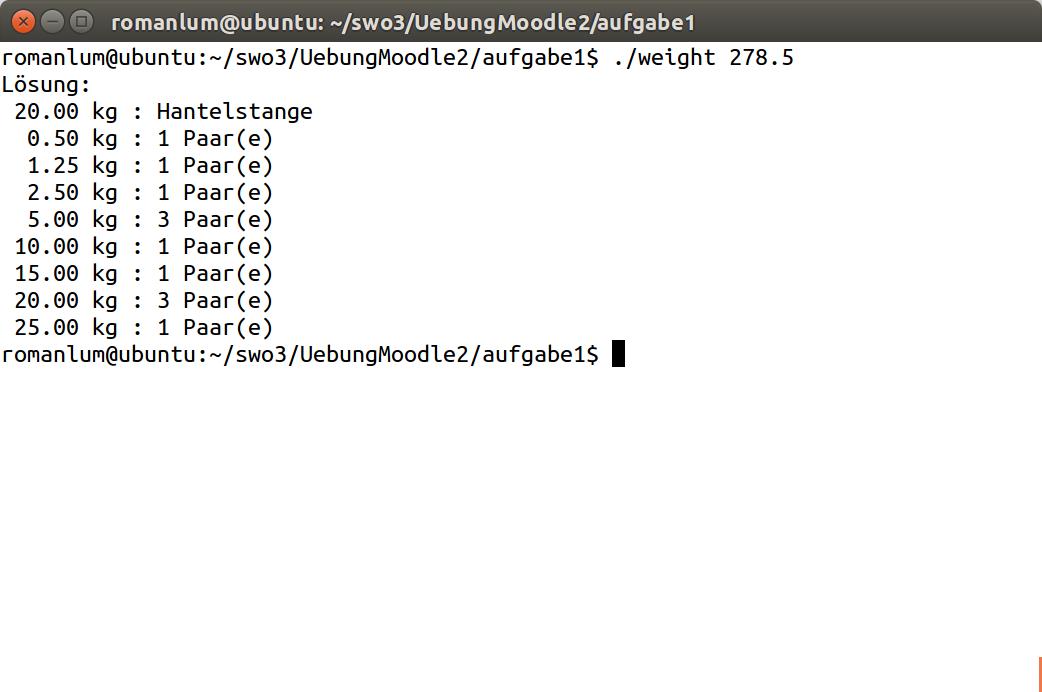 romanlum@ubuntu: ~/swo3/UebungMoodle2/aufgabe1
romanlum@ubuntu:~/swo3/UebungMoodle2/aufgabe1$ ./weight 278.5
Lösung:
 20.00 kg : Hantelstange
  0.50 kg : 1 Paar(e)
  1.25 kg : 1 Paar(e)
  2.50 kg : 1 Paar(e)
  5.00 kg : 3 Paar(e)
 10.00 kg : 1 Paar(e)
 15.00 kg : 1 Paar(e)
 20.00 kg : 3 Paar(e)
 25.00 kg : 1 Paar(e)
romanlum@ubuntu:~/swo3/UebungMoodle2/aufgabe1$